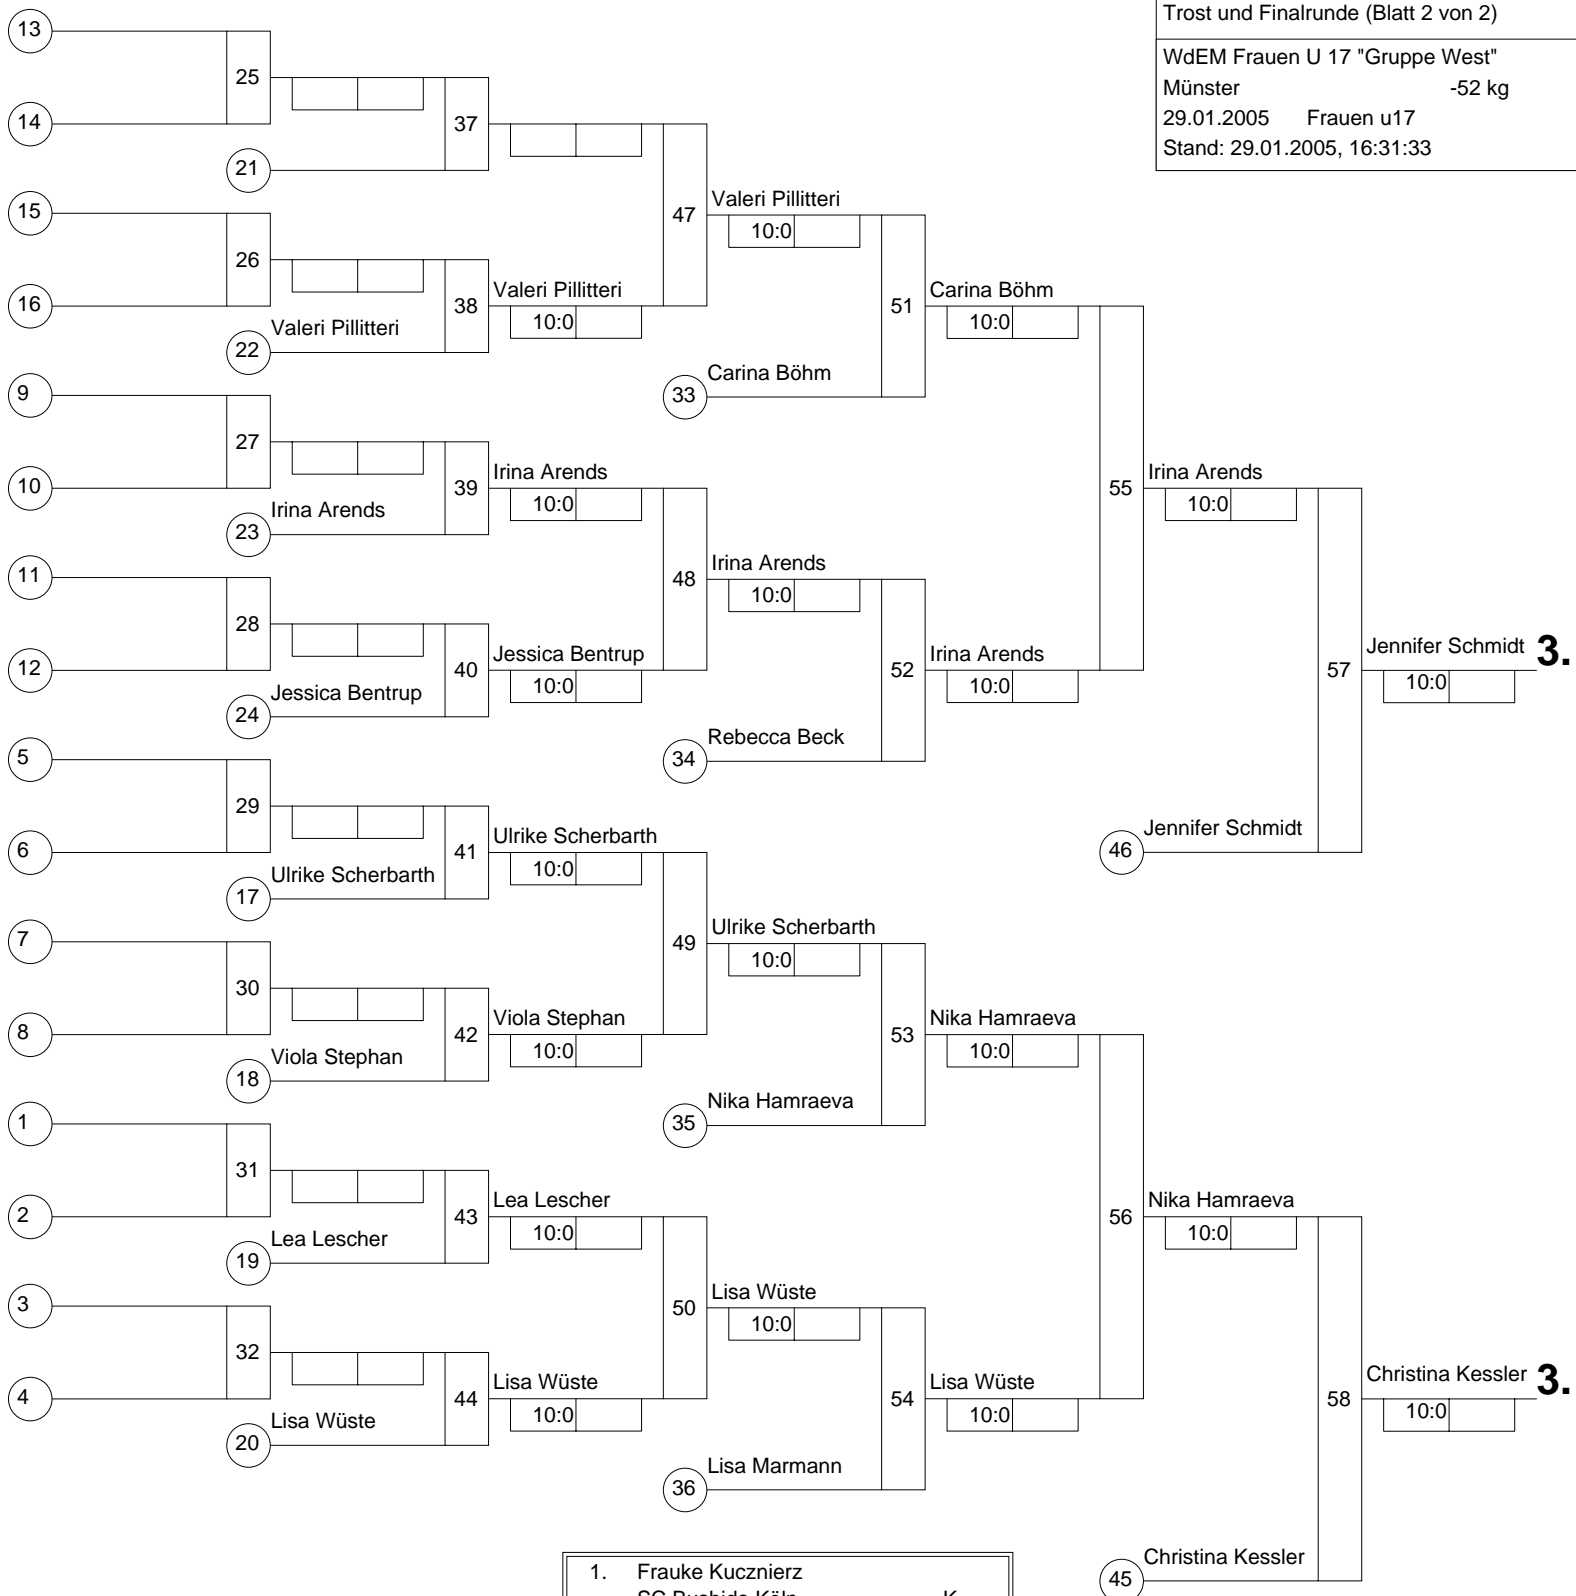 Trost und Finalrunde (Blatt 2 von 2)
WdEM Frauen U 17 "Gruppe West"
Münster -52 kg
29.01.2005 Frauen u17
Stand: 29.01.2005, 16:31:33
13
25
14
37
21
15
47
Valeri Pillitteri
10:0
26
16
38
Valeri Pillitteri
10:0
Valeri Pillitteri
22
51
Carina Böhm
10:0
Carina Böhm
33
9
27
10
39
Irina Arends
10:0
Irina Arends
23
55
Irina Arends
10:0
11
48
Irina Arends
10:0
28
12
40
Jessica Bentrup
10:0
Jessica Bentrup
24
52
Irina Arends
10:0
57
Jennifer Schmidt 3.
10:0
Rebecca Beck
34
5
29
6
41
Ulrike Scherbarth
10:0
Ulrike Scherbarth
17
Jennifer Schmidt
46
7
49
Ulrike Scherbarth
10:0
30
8
42
Viola Stephan
10:0
Viola Stephan
18
53
Nika Hamraeva
10:0
Nika Hamraeva
35
1
31
2
43
Lea Lescher
10:0
Lea Lescher
19
56
Nika Hamraeva
10:0
3
50
Lisa Wüste
10:0
32
4
44
Lisa Wüste
10:0
Lisa Wüste
20
54
Lisa Wüste
10:0
58
Christina Kessler 3.
10:0
Lisa Marmann
36
Christina Kessler
45
1. Frauke Kucznierz